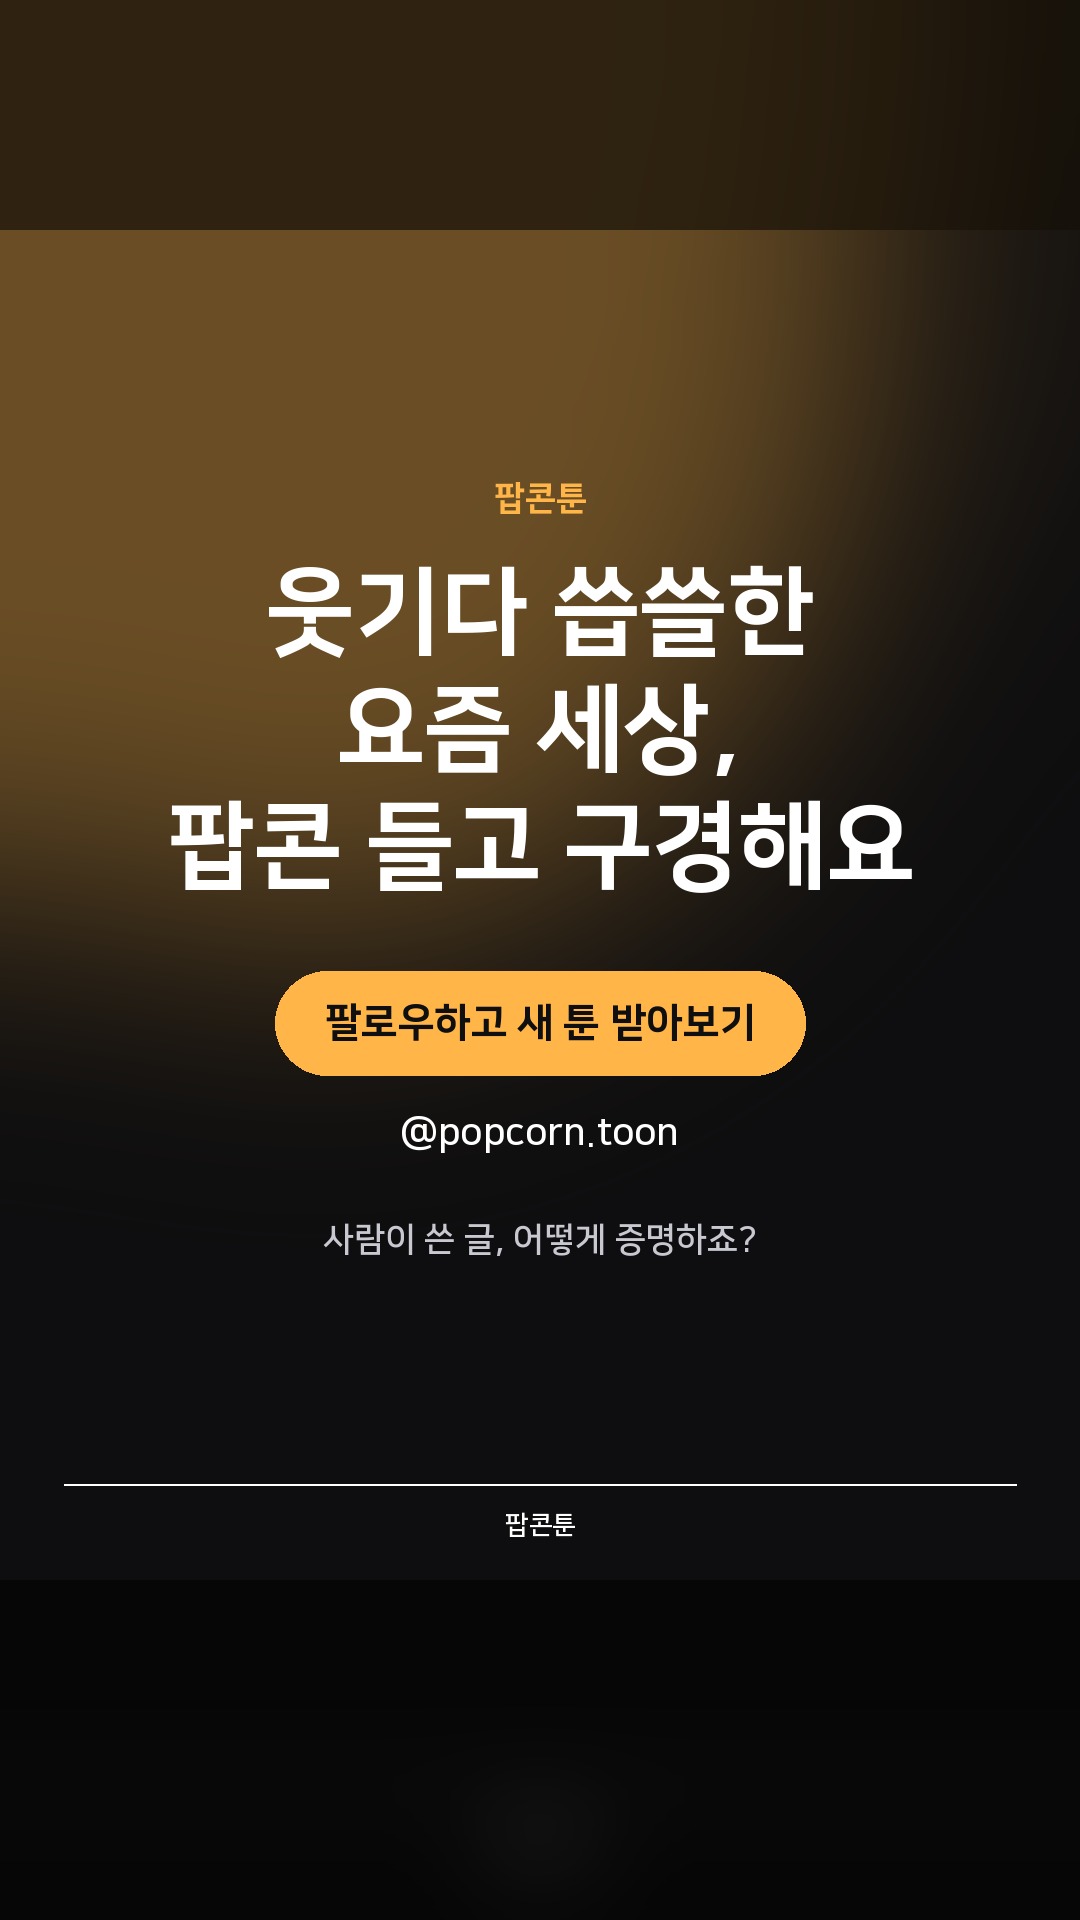 팝콘툰
웃기다 씁쓸한
요즘 세상,
팝콘 들고 구경해요
팔로우하고 새 툰 받아보기
@popcorn.toon
사람이 쓴 글, 어떻게 증명하죠?
팝콘툰